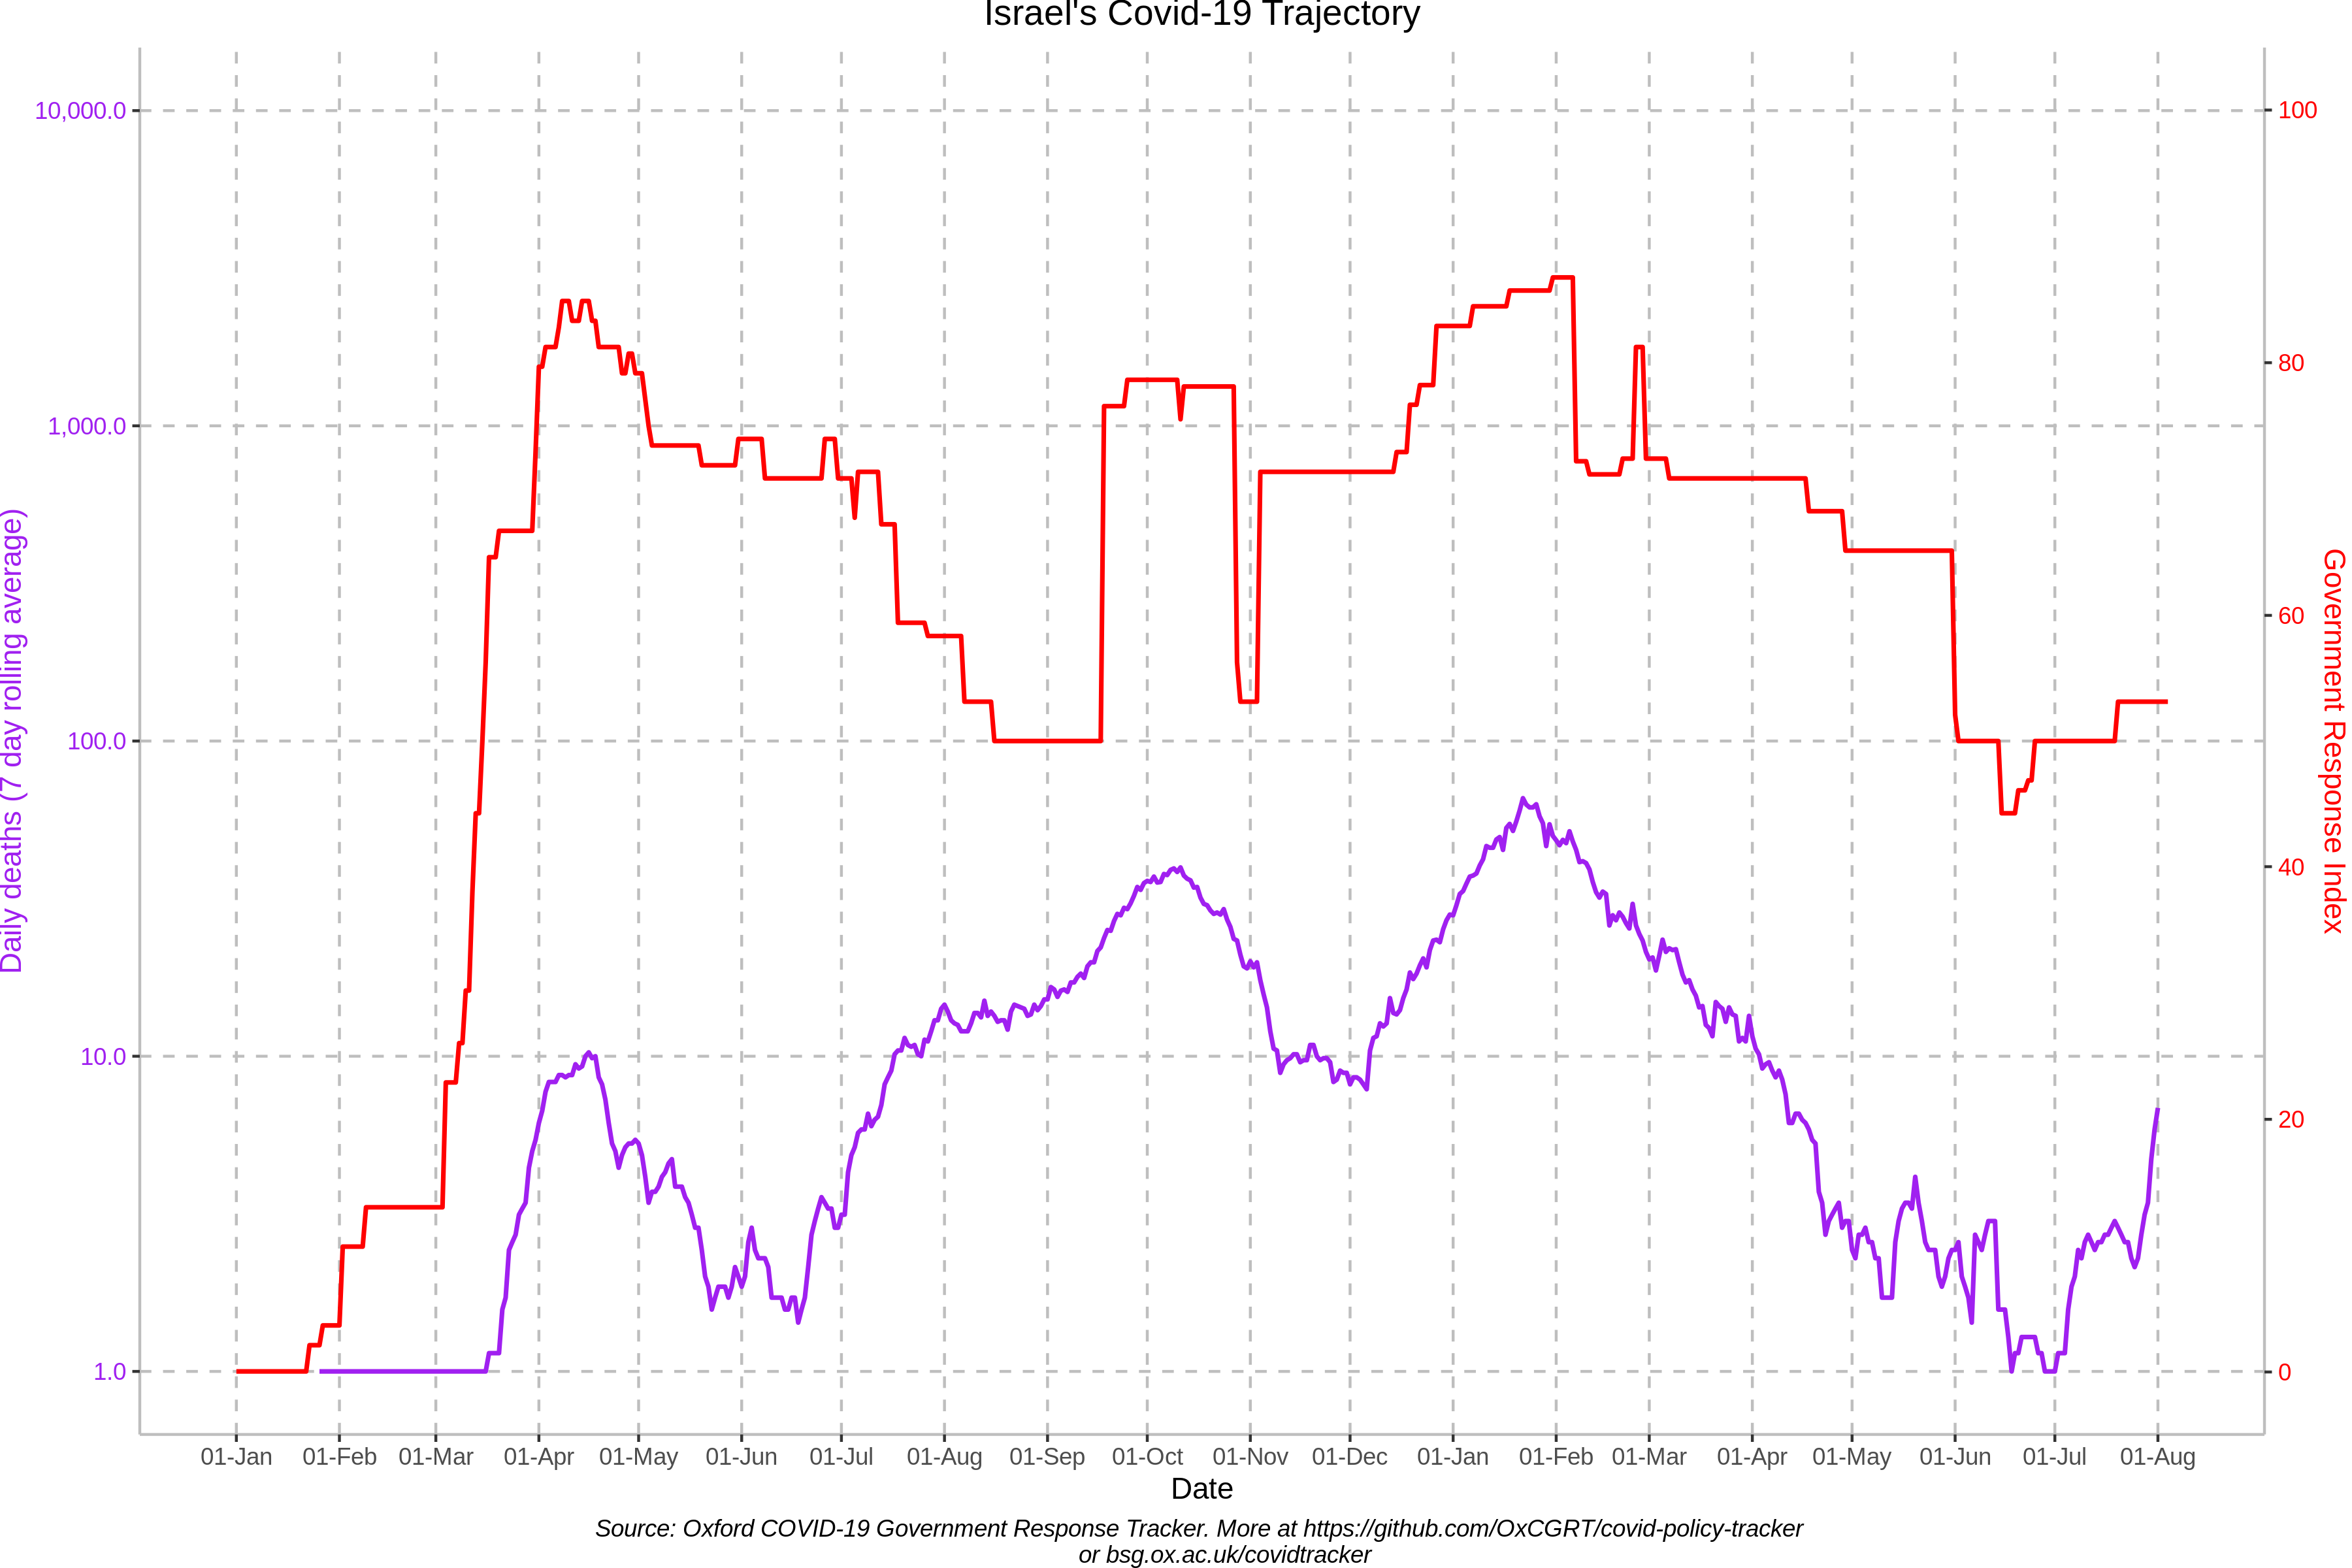 Israel's Covid-19 Trajectory
10,000.0
1,000.0
100.0
10.0
1.0
Daily deaths (7 day rolling average)
100
80
60
40
20
0
Government Response Index
01-Jan 01-Feb 01-Mar 01-Apr 01-May 01-Jun 01-Jul 01-Aug 01-Sep 01-Oct 01-Nov 01-Dec 01-Jan 01-Feb 01-Mar 01-Apr 01-May 01-Jun 01-Jul 01-Aug
Date
Source: Oxford COVID-19 Government Response Tracker. More at https://github.com/OxCGRT/covid-policy-tracker
or bsg.ox.ac.uk/covidtracker